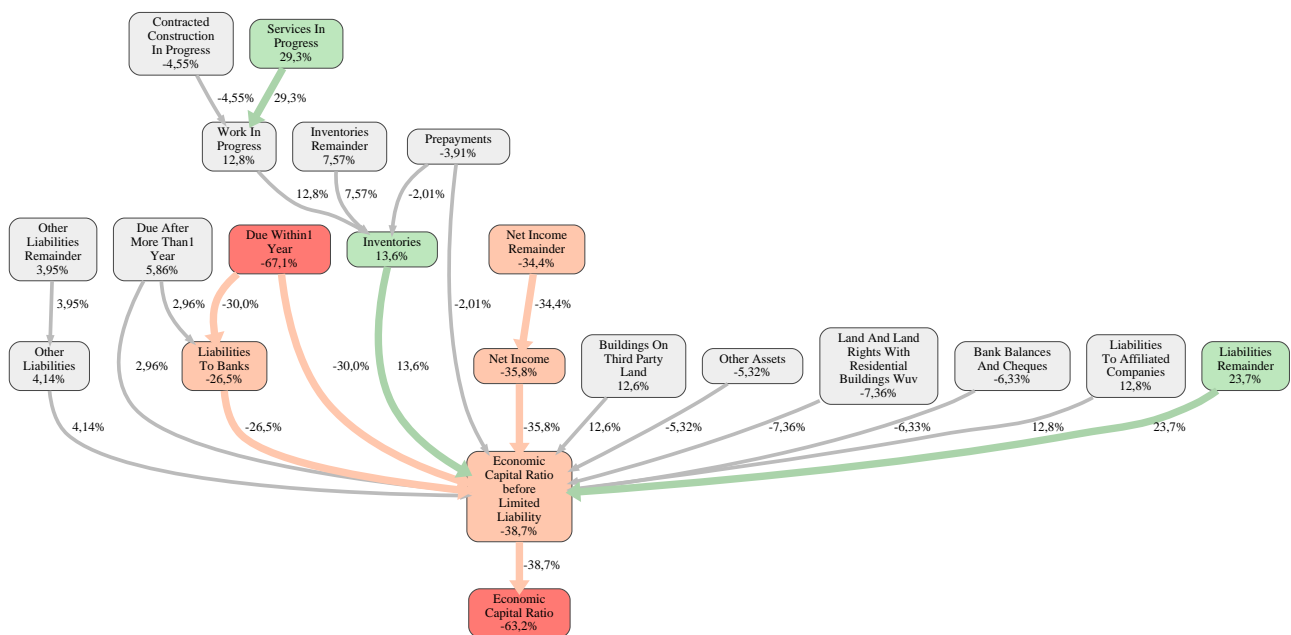 Contracted
Construction
In Progress
-4,55%
Services In
Progress
29,3%
-4,55%
29,3%
Work In
Progress
12,8%
Inventories
Remainder
7,57%
Prepayments
-3,91%
12,8%
7,57%
-2,01%
Other
Liabilities
Remainder
3,95%
Due After
More Than1
Year
5,86%
Due Within1
Year
-67,1%
Inventories
13,6%
Net Income
Remainder
-34,4%
3,95%
2,96%
-30,0%
-2,01%
-34,4%
Other
Liabilities
4,14%
2,96%
Liabilities
To Banks
-26,5%
-30,0%
13,6%
Net Income
-35,8%
Buildings On
Third Party
Land
12,6%
Other Assets
-5,32%
Land And Land
Rights With
Residential
Buildings Wuv
-7,36%
Bank Balances
And Cheques
-6,33%
Liabilities
To Affiliated
Companies
12,8%
Liabilities
Remainder
23,7%
4,14%
-26,5%
-35,8%
12,6%
-5,32%
-7,36%
-6,33%
12,8%
23,7%
Economic
Capital Ratio
before
Limited
Liability
-38,7%
-38,7%
Economic
Capital Ratio
-63,2%